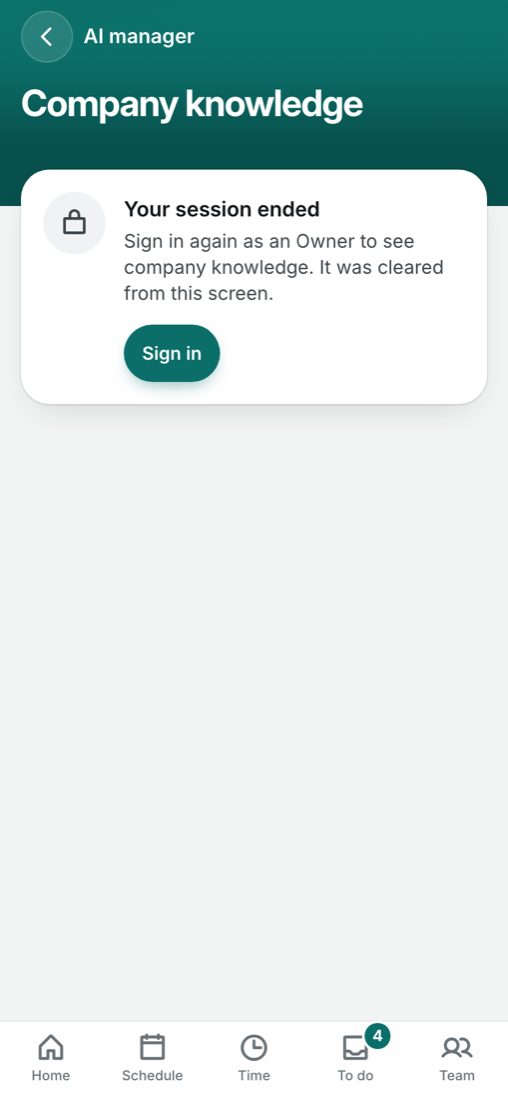 AI manager
Company knowledge
Your session ended
Sign in again as an Owner to see
company knowledge. It was cleared
from this screen.
Sign in
4
Home
Schedule
Time
To do
Team